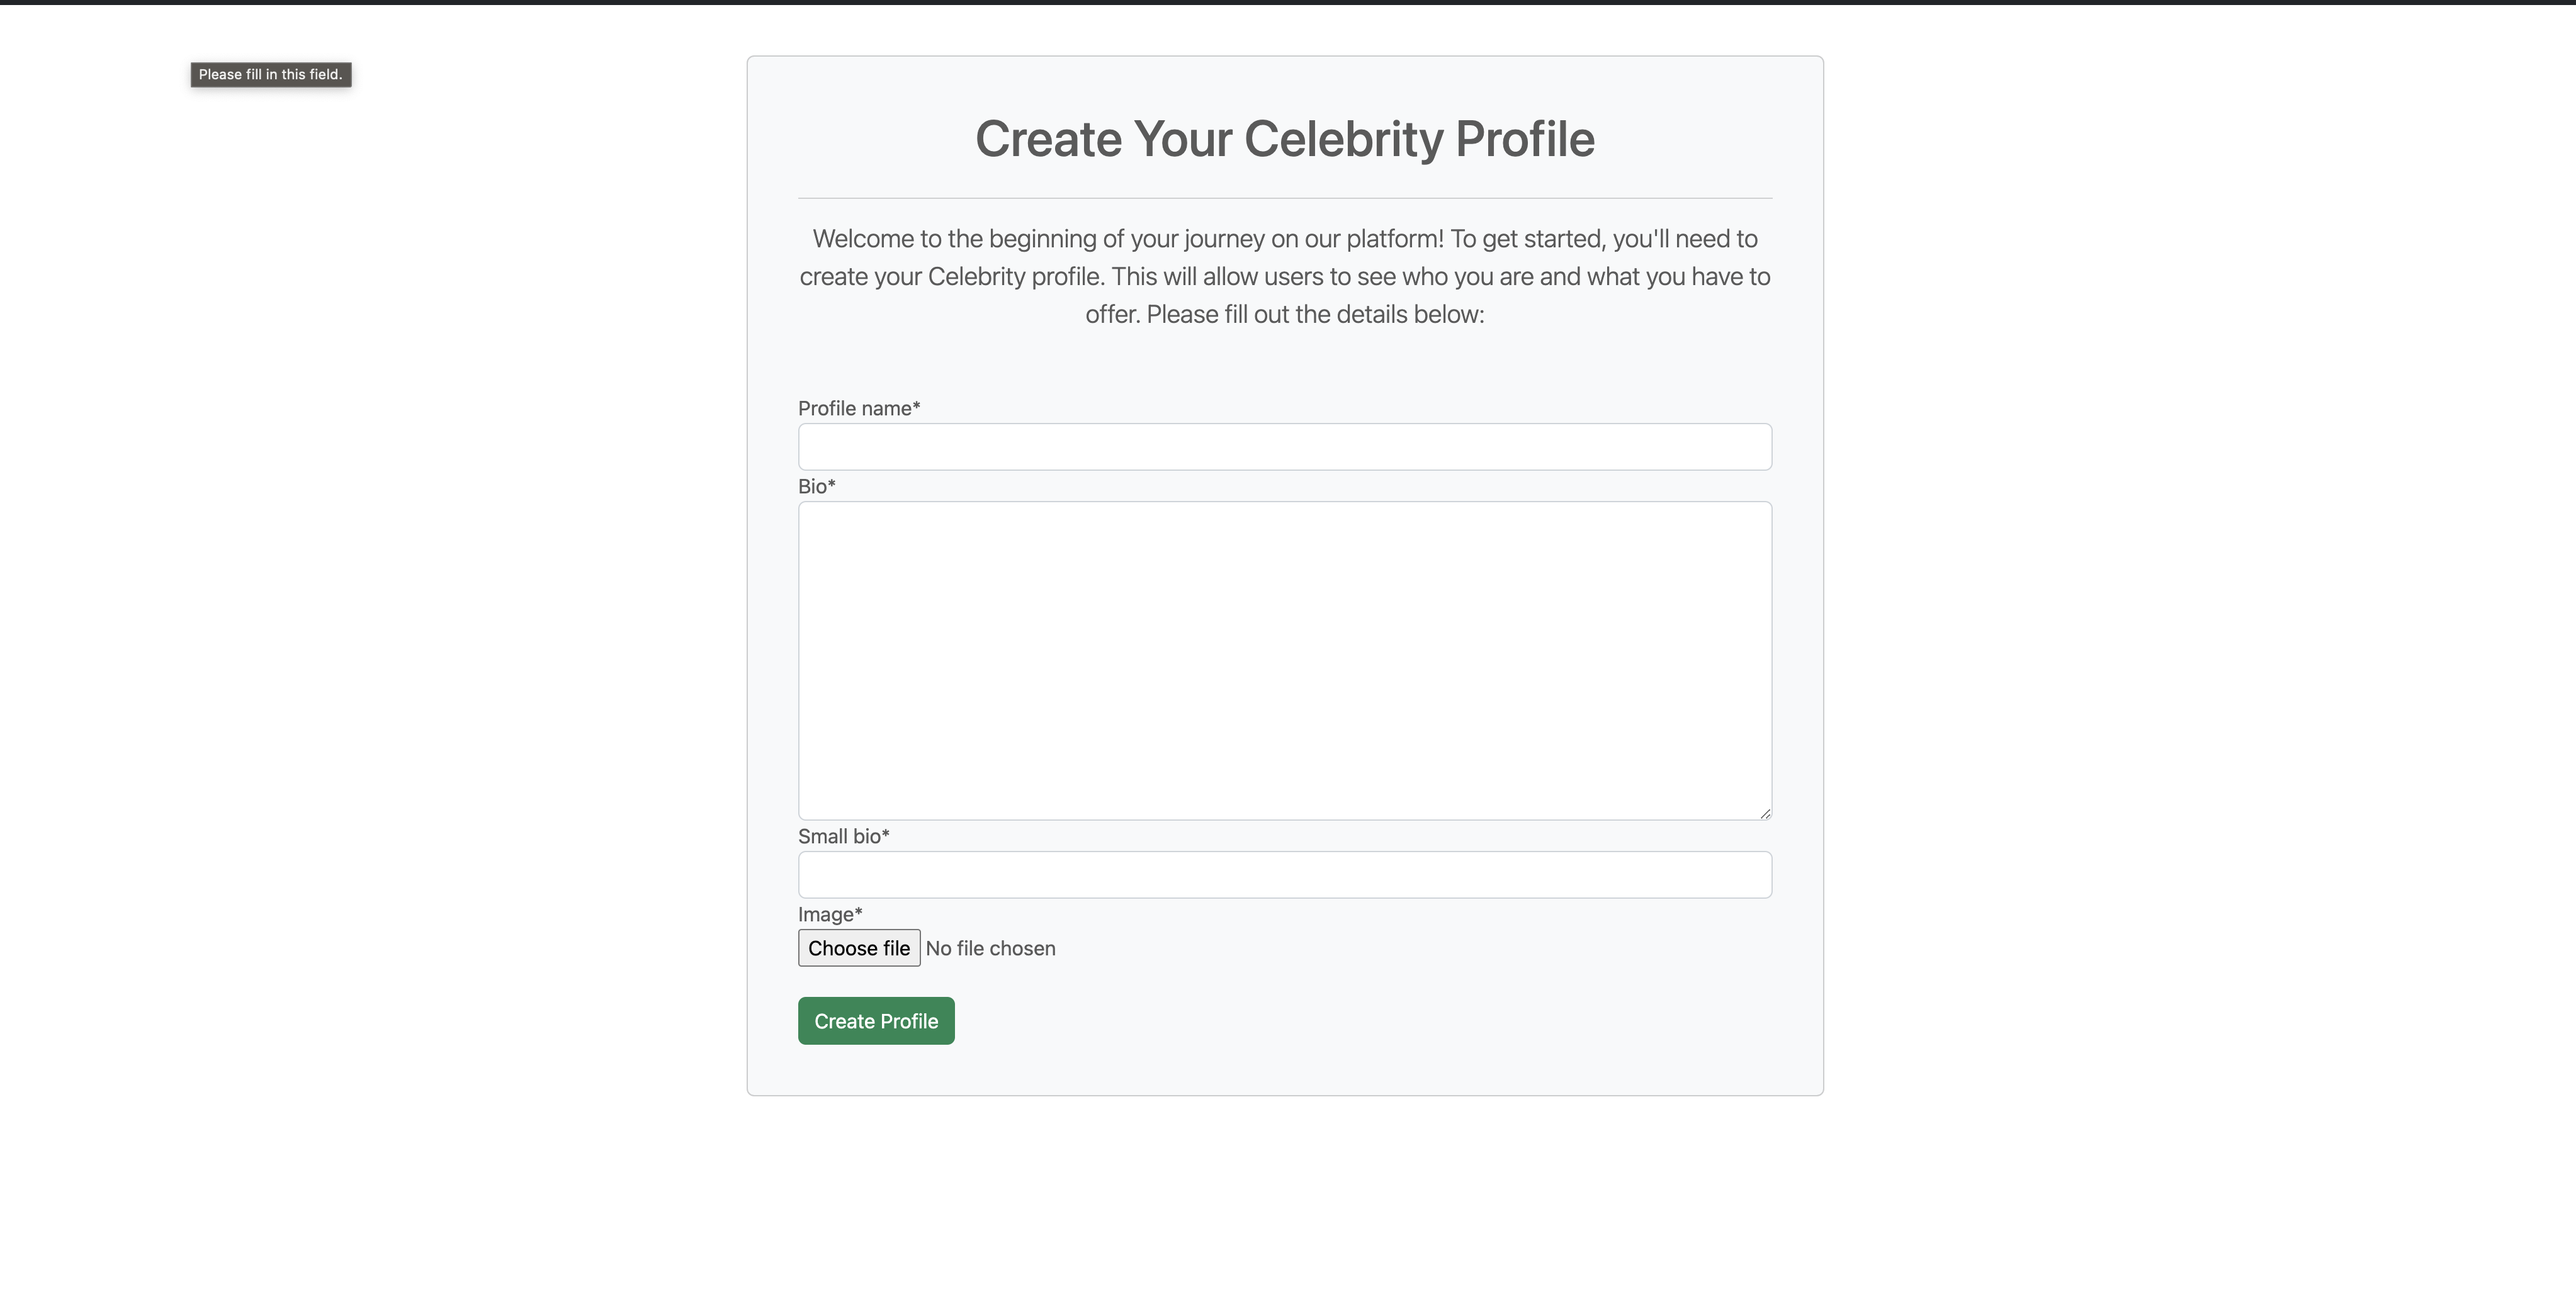 Please fill in this field.
Create Your Celebrity Profile
Welcome to the beginning of your journey on our platform! To get started, you'll need to
create your Celebrity profile. This will allow users to see who you are and what you have to
offer. Please fill out the details below:
Profile name*
Bio*
Small bio*
Image*
Choose file No file chosen
Create Profile